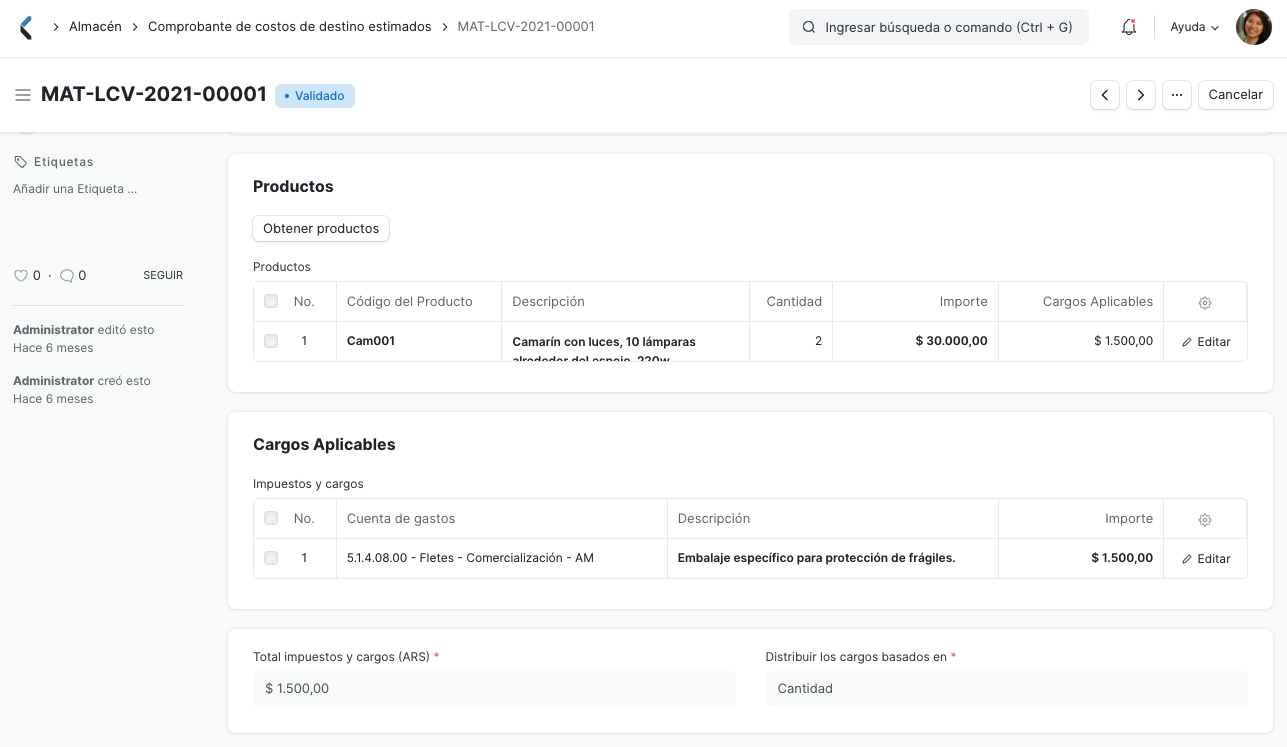 Almacén Comprobante de costos de destino estimados MAT-LCV-2021-00001 Ingresar búsqueda o comando (Ctrl + G) Ayuda
MAT-LCV-2021-00001 • Validado ··· Cancelar
Etiquetas
Añadir una Etiqueta ...
0 · 0 SEGUIR
Administrator editó esto
Hace 6 meses
Administrator creó esto
Hace 6 meses
Productos
Obtener productos
Productos
No. Código del Producto Descripción Cantidad Importe Cargos Aplicables
1 Cam001 Camarín con luces, 10 lámparas 2 $ 30.000,00 $ 1.500,00 Editar
alrededor del espejo, 220w
Cargos Aplicables
Impuestos y cargos
No. Cuenta de gastos Descripción Importe
1 5.1.4.08.00 - Fletes - Comercialización - AM Embalaje específico para protección de frágiles. $ 1.500,00 Editar
Total impuestos y cargos (ARS) * Distribuir los cargos basados en *
$ 1.500,00 Cantidad